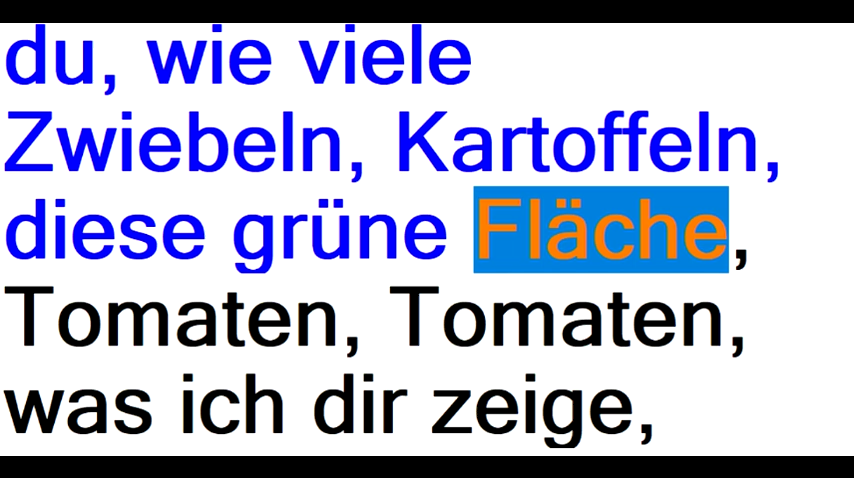 du, wie viele
Zwiebeln, Kartoffeln,
diese grüne Fläche,
Tomaten, Tomaten,
was ich dir zeige,